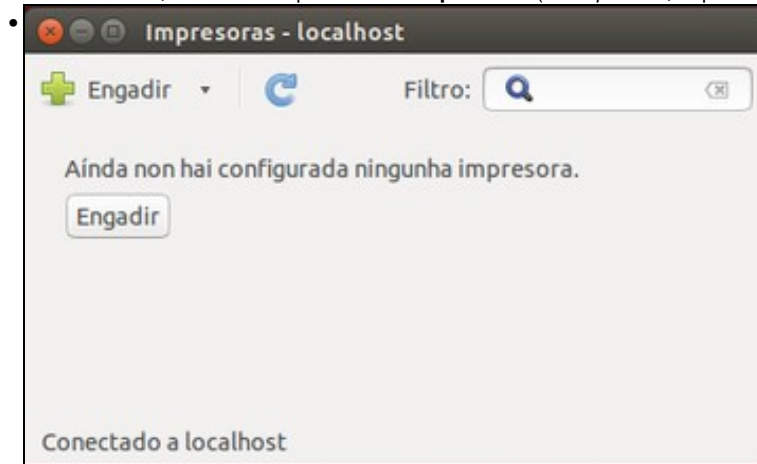 Impresoras - localhost
Engadir Filtro:
Aínda non hai configurada ningunha impresora.
Engadir
Conectado a localhost